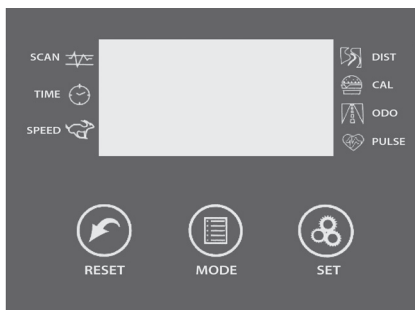 SCAN
TIME
SPEED
DIST
CAL
ODO
PULSE
RESET
MODE
SET